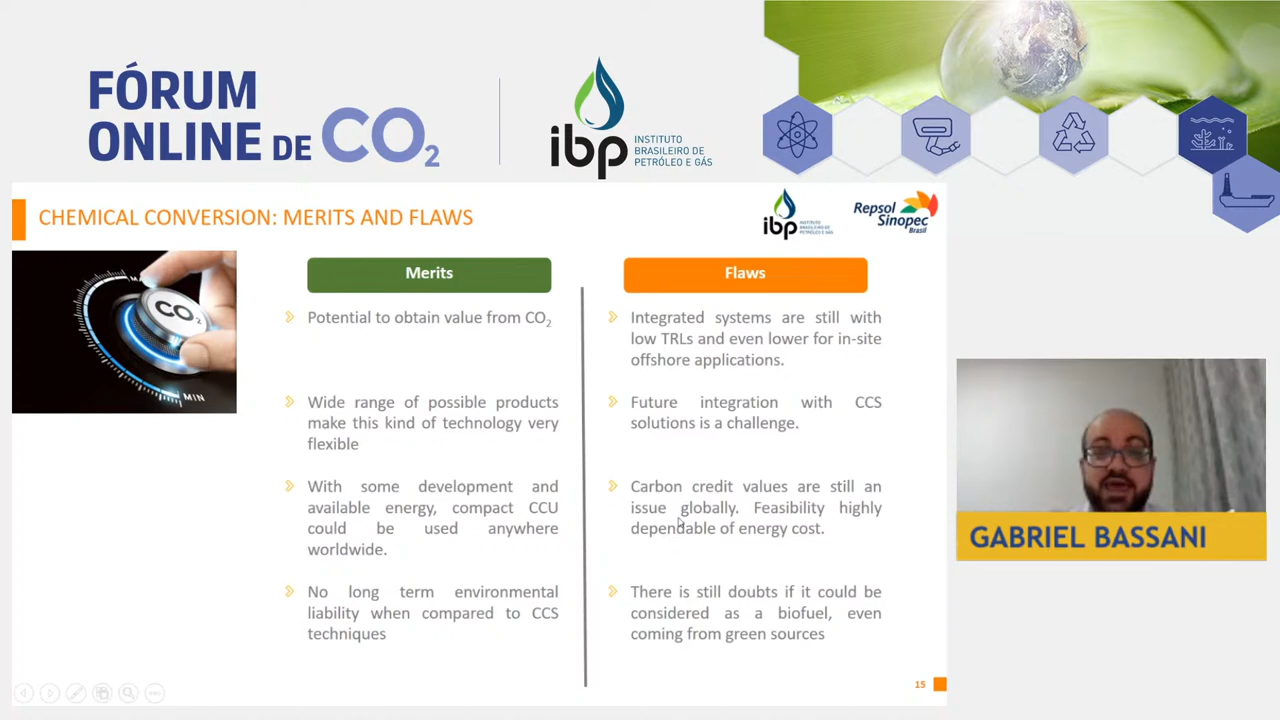 FÓRUM
ONLINE DE CO2
ibp
INSTITUTO
BRASILEIRO DE
PETRÓLEO E GÁS
CHEMICAL CONVERSION: MERITS AND FLAWS
ibp
INSTITUTO
BRASILEIRO DE
PETRÓLEO E GÁS
Repsol
Sinopec
Brasil
CO2
MIN
Merits
Potential to obtain value from CO2
Wide range of possible products
make this kind of technology very
flexible
With some development and
available energy, compact CCU
could be used anywhere
worldwide.
No long term environmental
liability when compared to CCS
techniques
Flaws
Integrated systems are still with
low TRLs and even lower for in-site
offshore applications.
Future integration with CCS
solutions is a challenge.
Carbon credit values are still an
issue globally. Feasibility highly
dependable of energy cost.
There is still doubts if it could be
considered as a biofuel, even
coming from green sources
15
GABRIEL BASSANI